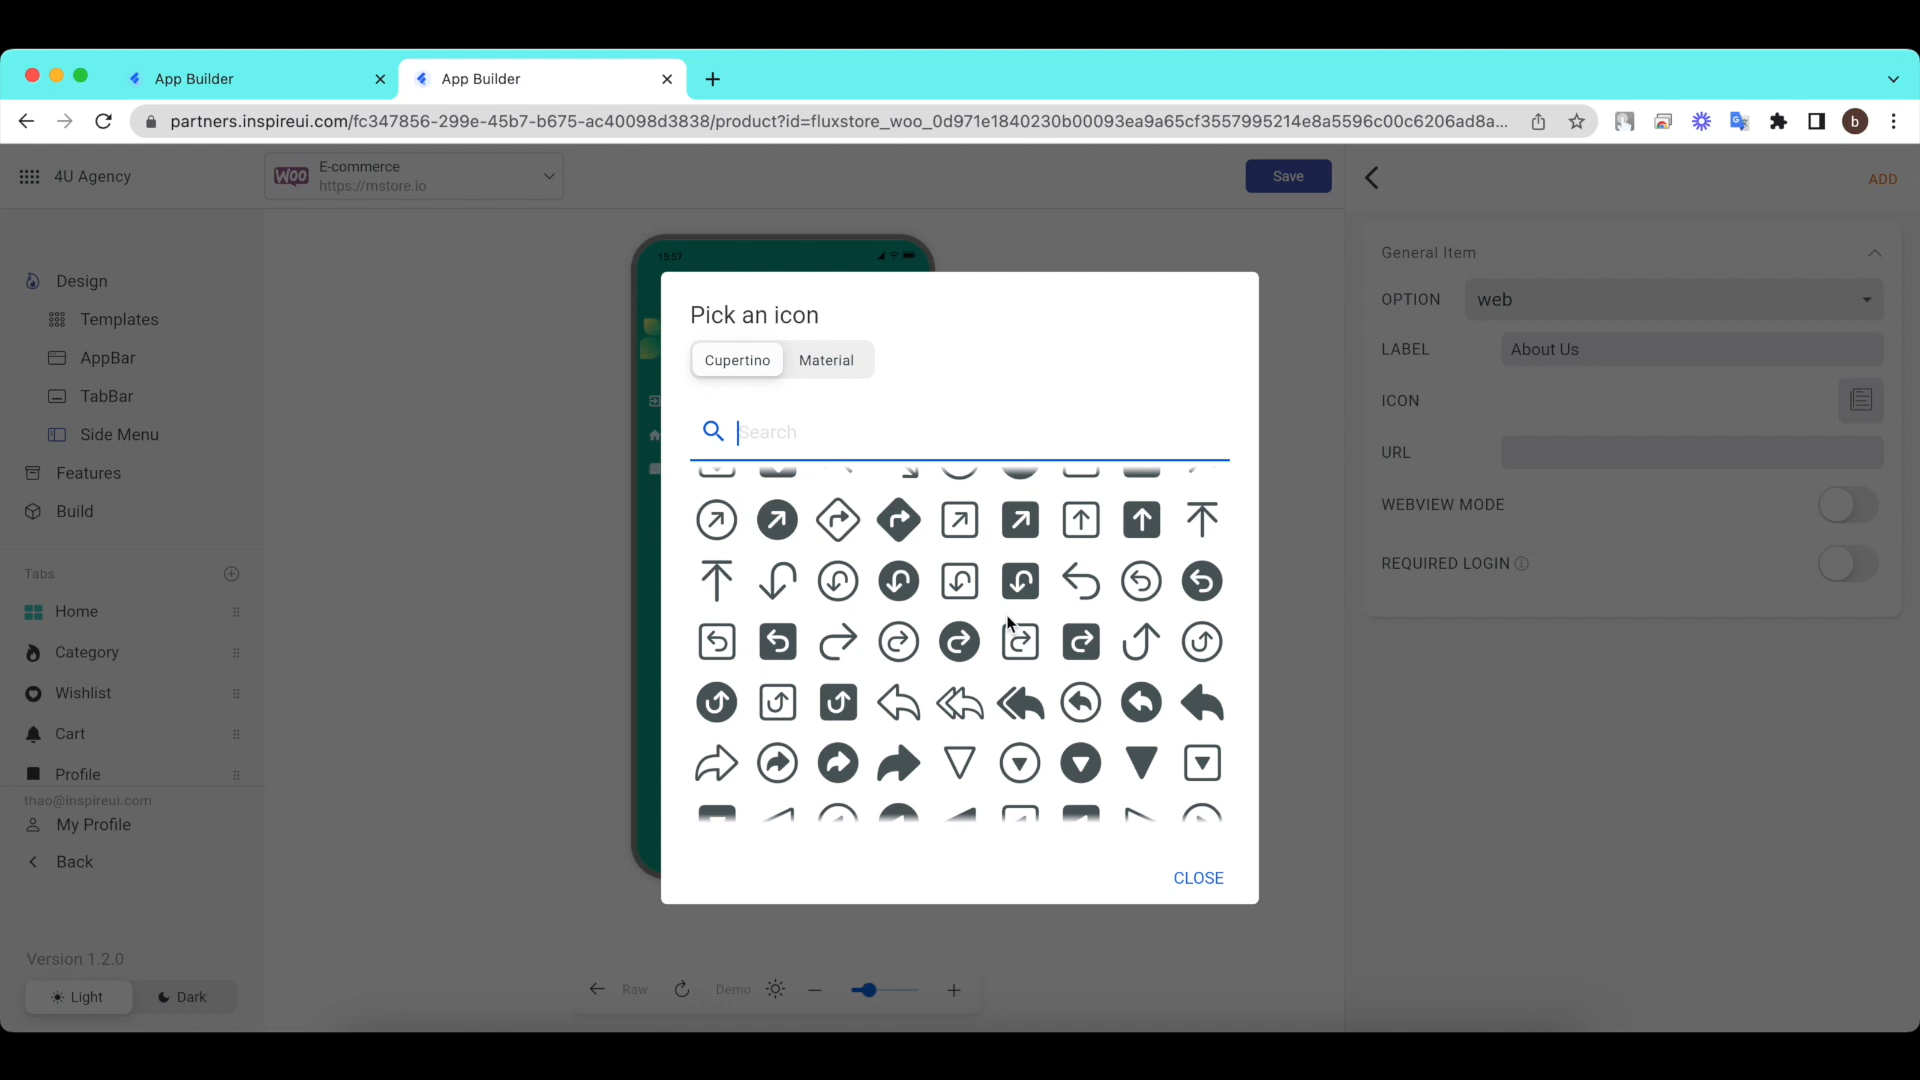 App Builder
App Builder
partners.inspireui.com/fc347856-299e-45b7-b675-ac40098d3838/product?id=fluxstore_woo_0d971e1840230b00093ea9a65cf3557995214e8a5596c00c6206ad8a...
b
4U Agency
WOO
E-commerce
https://mstore.io
Save
ADD
Design
Templates
AppBar
TabBar
Side Menu
Features
Build
Tabs
Home
Category
Wishlist
Cart
Profile
thao@inspireui.com
My Profile
Back
Version 1.2.0
Light
Dark
15:57
Pick an icon
Cupertino
Material
Search
CLOSE
Raw
Demo
General Item
OPTION
web
LABEL
About Us
ICON
URL
WEBVIEW MODE
REQUIRED LOGIN